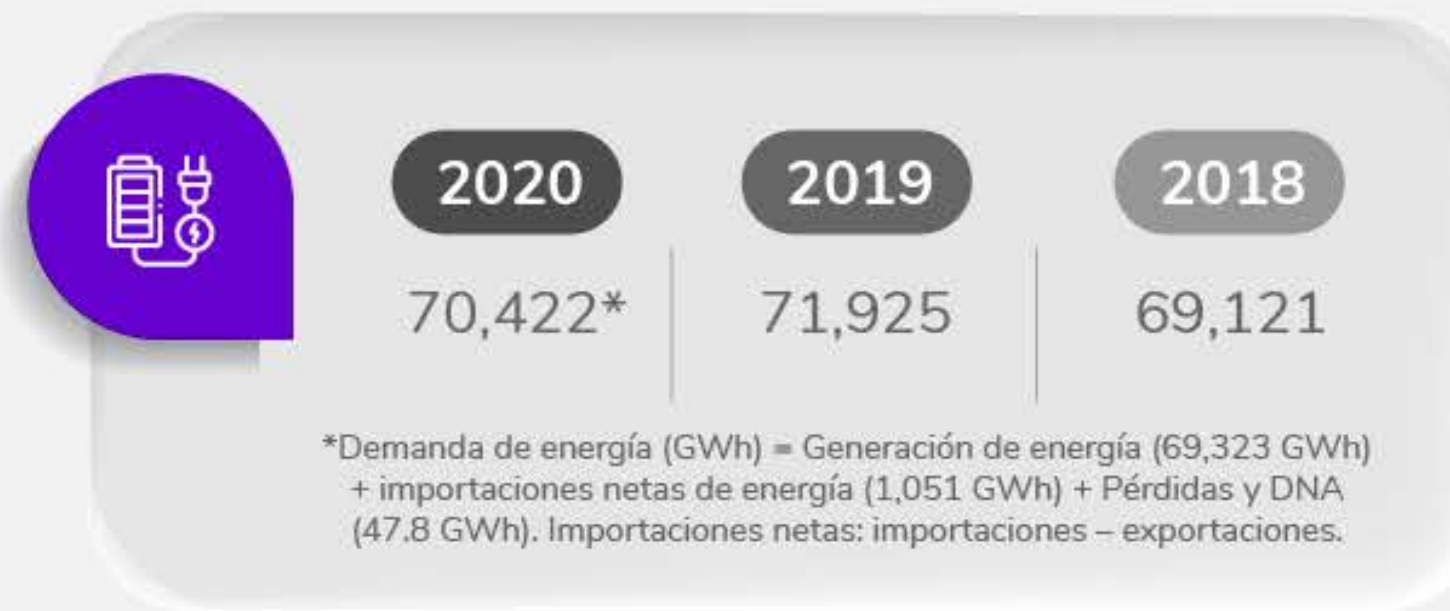 2020 2019 2018
70,422* 71,925 69,121
*Demanda de energía (GWh) = Generación de energía (69,323 GWh)
+ importaciones netas de energía (1,051 GWh) + Pérdidas y DNA
(47.8 GWh). Importaciones netas: importaciones – exportaciones.